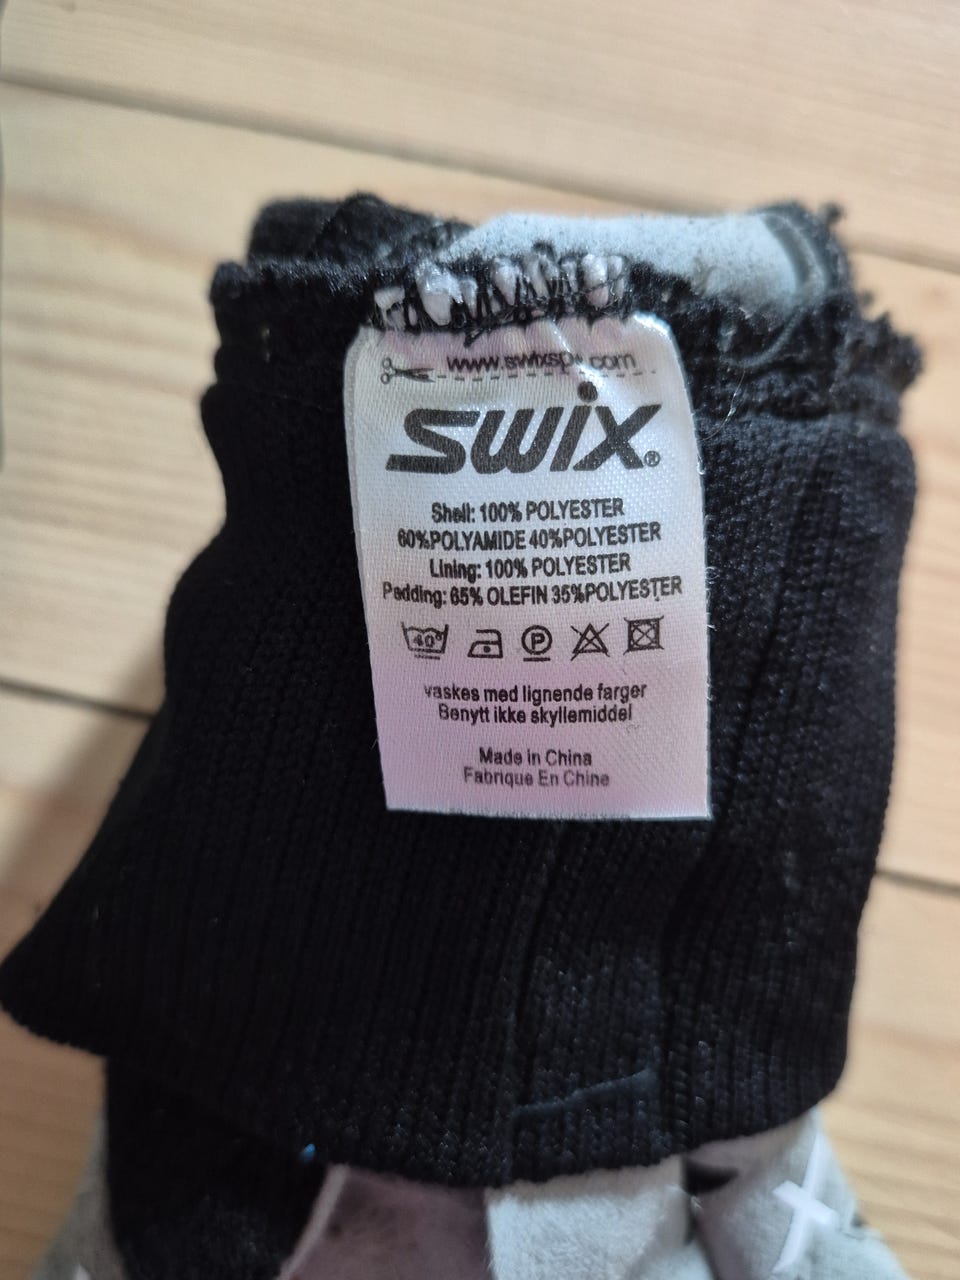 swix®
Shell: 100% POLYESTER
60%POLYAMIDE 40%POLYESTER
Lining: 100% POLYESTER
Padding: 65% OLEFIN 35%POLYESTER
40°
P
vaskes med lignende farger
Benytt ikke skyllemiddel
Made in China
Fabrique En Chine